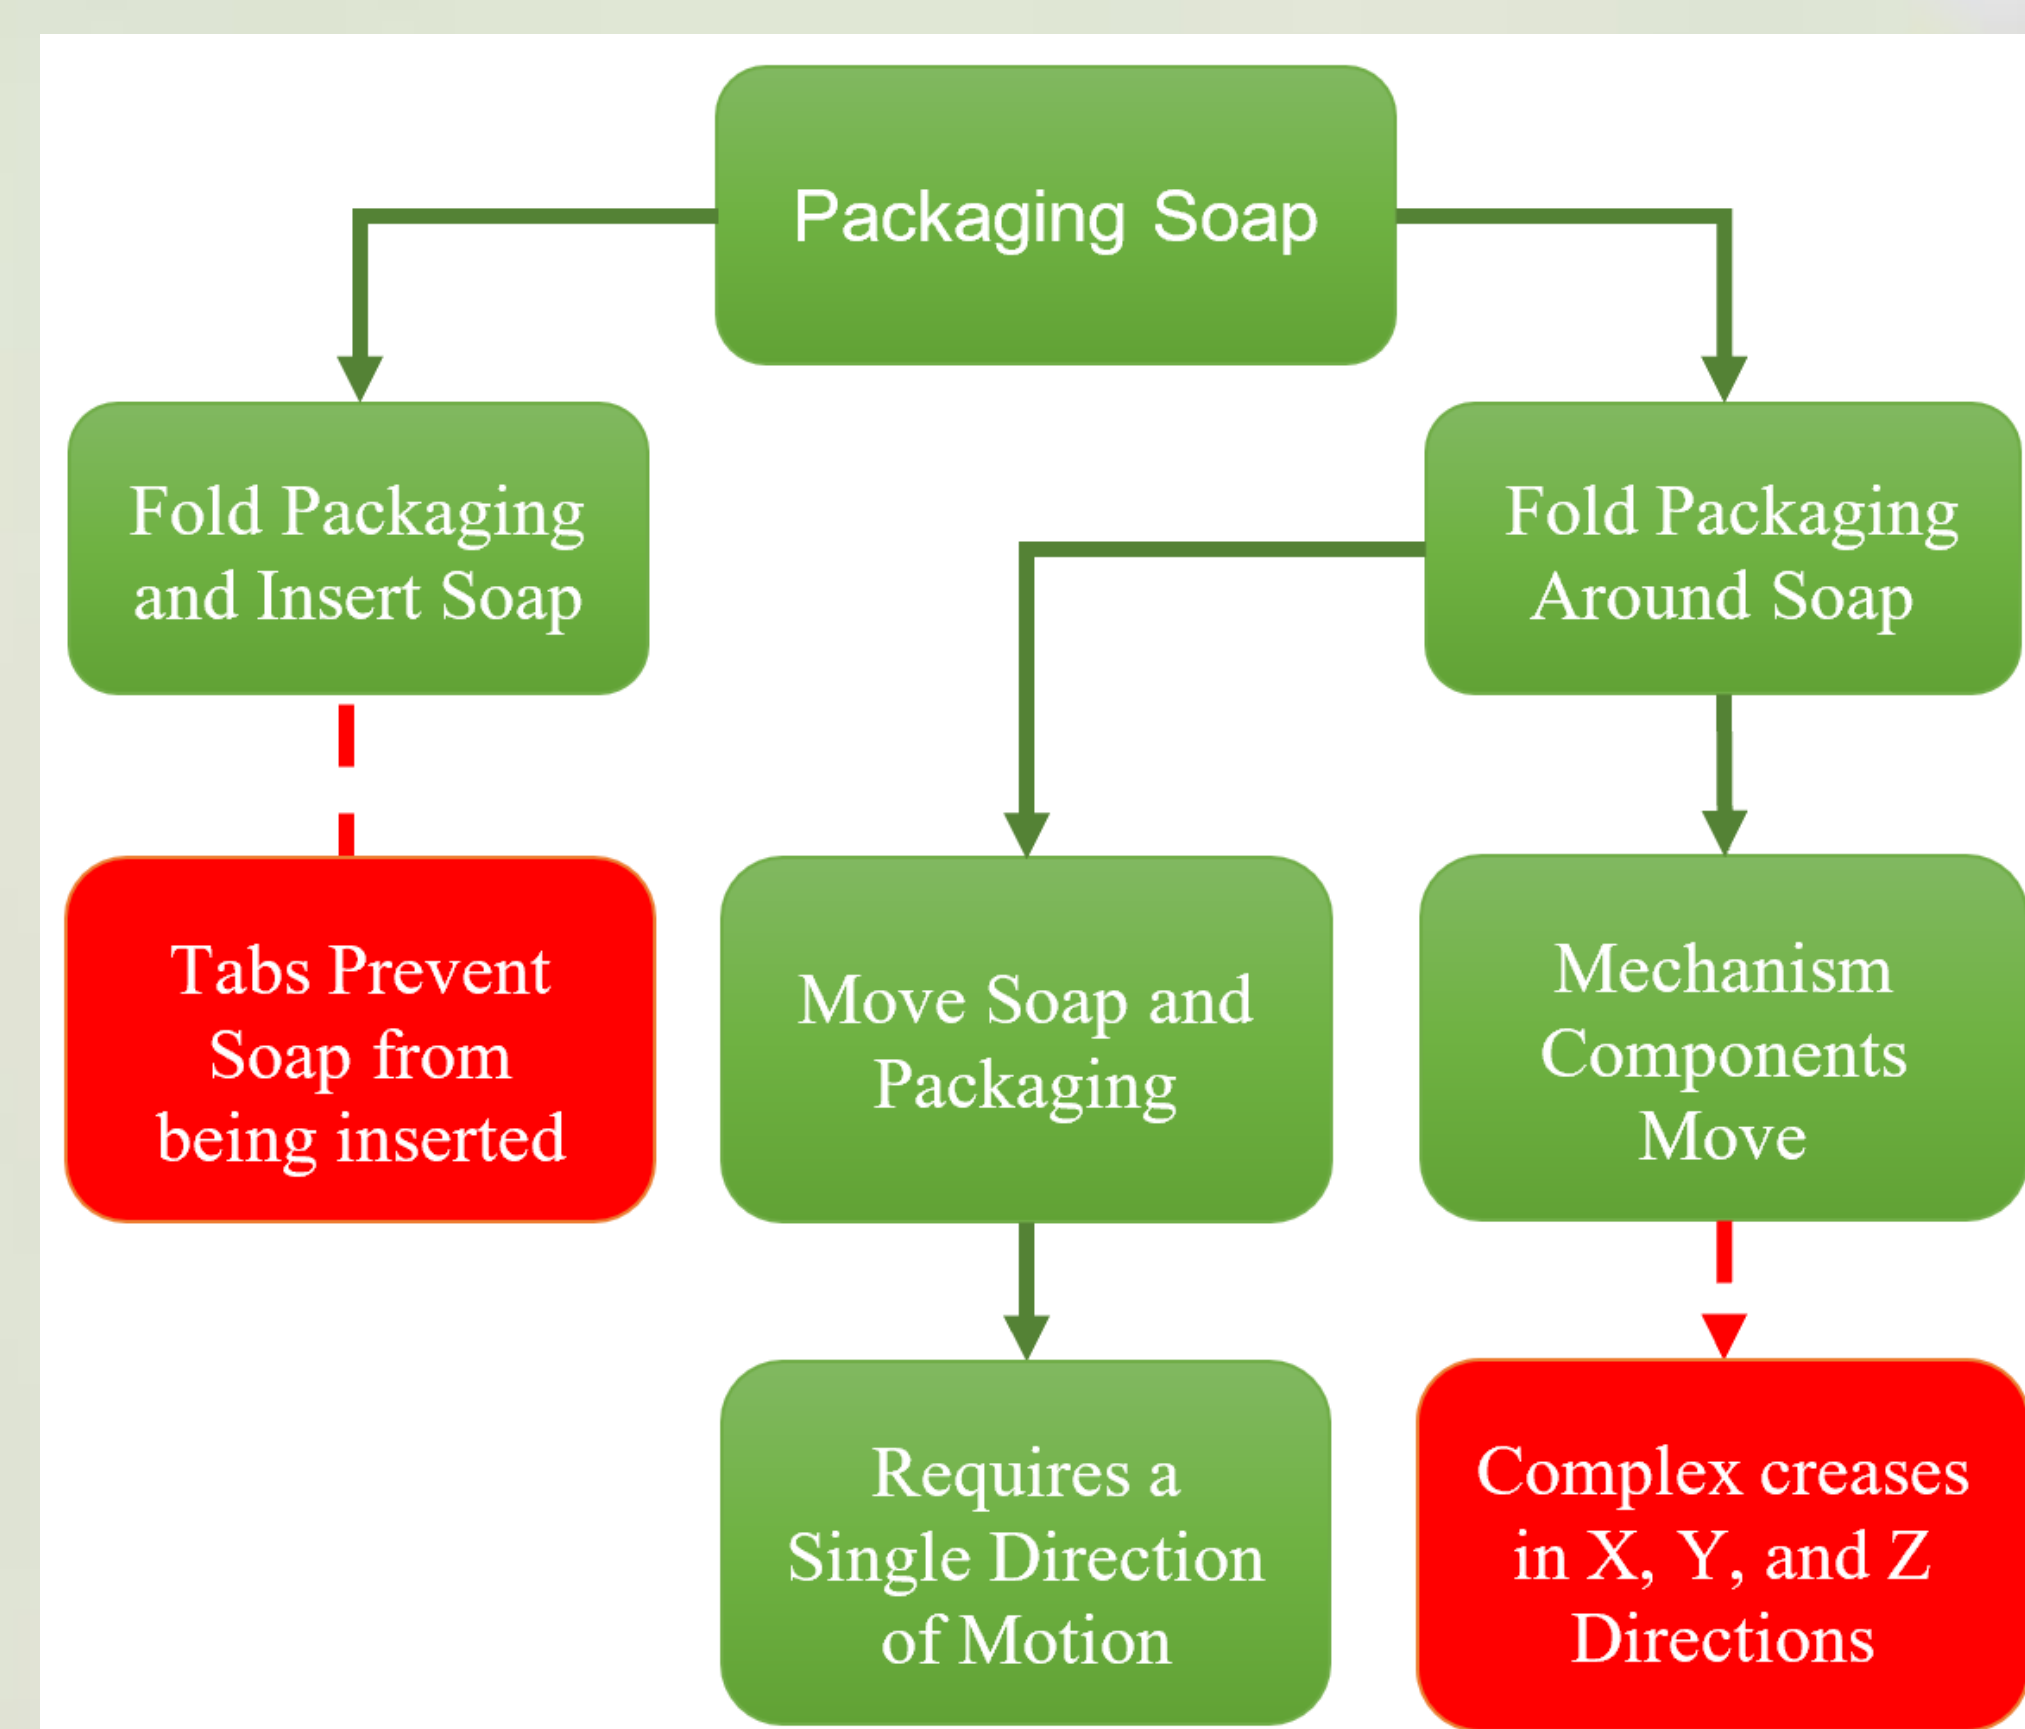 Packaging Soap
Fold Packaging
and Insert Soap
Fold Packaging
Around Soap
Tabs Prevent
Soap from
being inserted
Move Soap and
Packaging
Mechanism
Components
Move
Requires a
Single Direction
of Motion
Complex creases
in X, Y, and Z
Directions